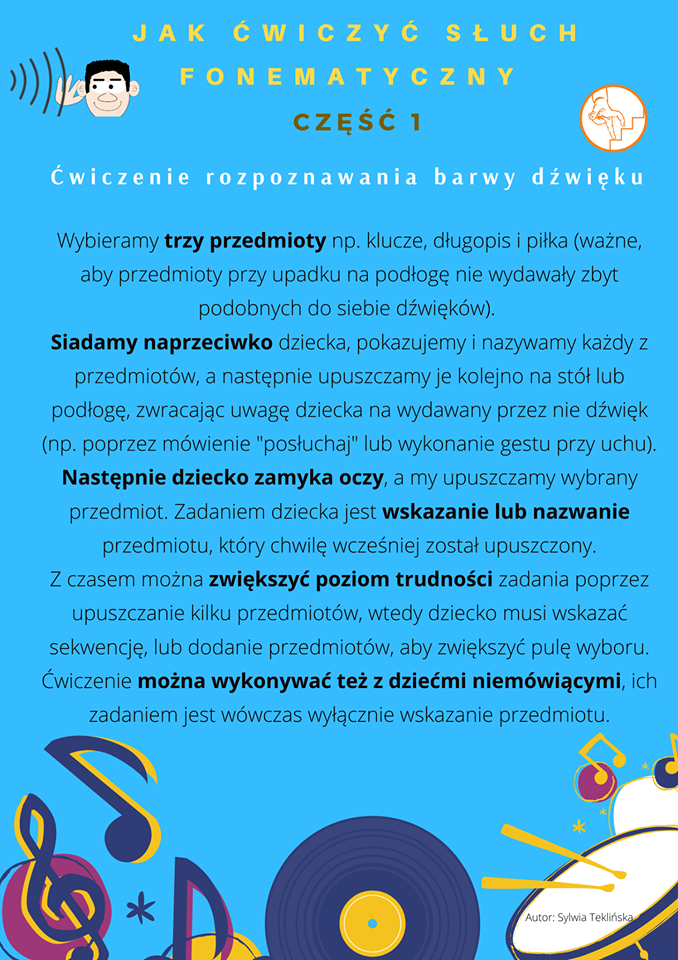 JAK ĆWICZYĆ SŁUCH
FONEMATYCZNY
CZĘŚĆ 1
Ćwiczenie rozpoznawania barwy dźwięku
Wybieramy trzy przedmioty np. klucze, długopis i piłka (ważne,
aby przedmioty przy upadku na podłogę nie wydawały zbyt
podobnych do siebie dźwięków).
Siadamy naprzeciwko dziecka, pokazujemy i nazywamy każdy z
przedmiotów, a następnie upuszczamy je kolejno na stół lub
podłogę, zwracając uwagę dziecka na wydawany przez nie dźwięk
(np. poprzez mówienie "posłuchaj" lub wykonanie gestu przy uchu).
Następnie dziecko zamyka oczy, a my upuszczamy wybrany
przedmiot. Zadaniem dziecka jest wskazanie lub nazwanie
przedmiotu, który chwilę wcześniej został upuszczony.
Z czasem można zwiększyć poziom trudności zadania poprzez
upuszczanie kilku przedmiotów, wtedy dziecko musi wskazać
sekwencję, lub dodanie przedmiotów, aby zwiększyć pulę wyboru.
Ćwiczenie można wykonywać też z dziećmi niemówiącymi, ich
zadaniem jest wówczas wyłącznie wskazanie przedmiotu.
Autor: Sylwia Teklińska